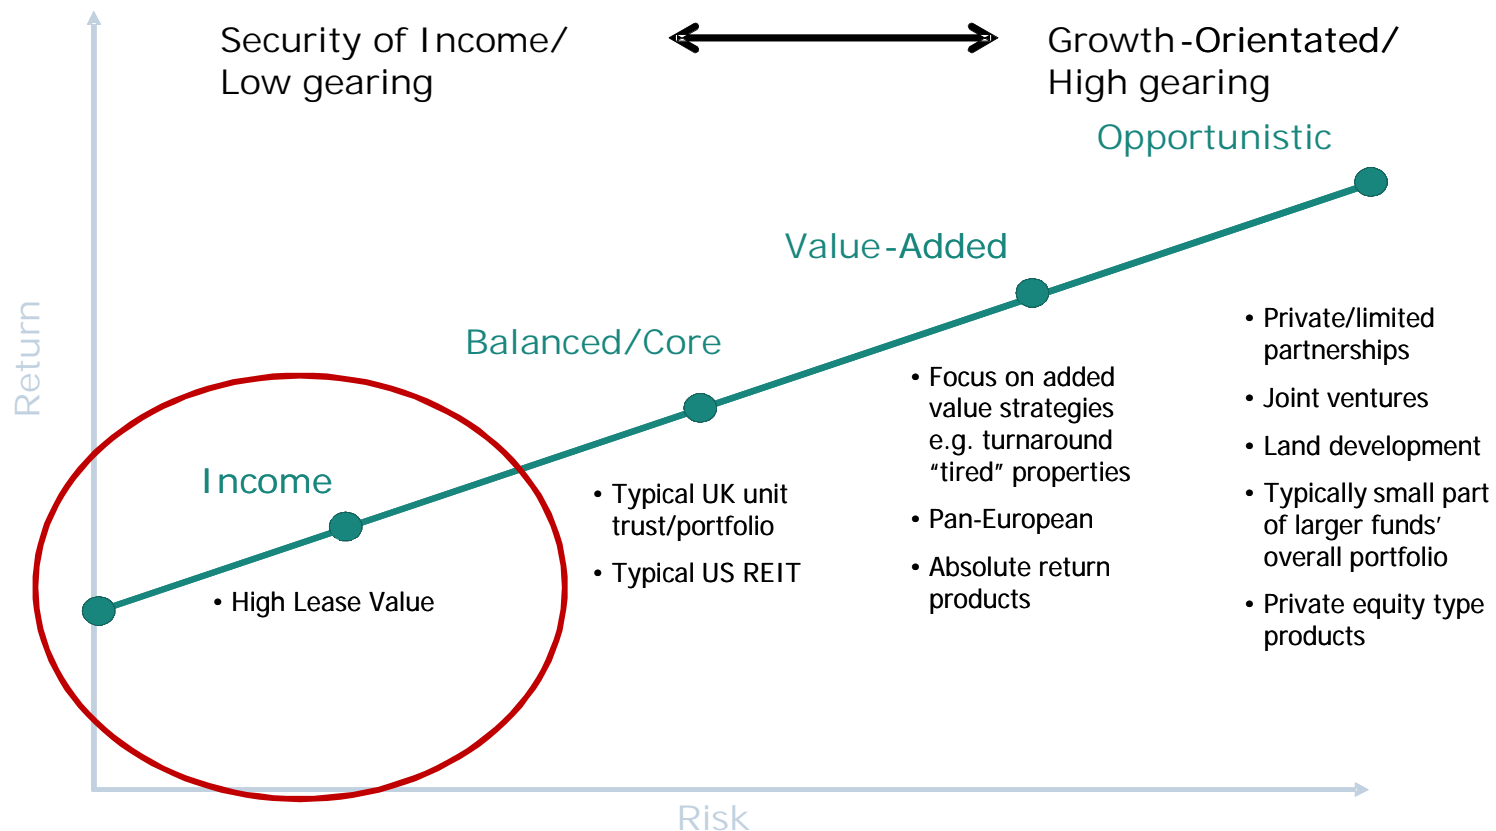 Security of Income/
Low gearing
Growth-Orientated/
High gearing
Opportunistic
Value-Added
Balanced/Core
Income
Return
• High Lease Value
• Typical UK unit
trust/portfolio
• Typical US REIT
• Focus on added
value strategies
e.g. turnaround
“tired” properties
• Pan-European
• Absolute return
products
• Private/limited
partnerships
• Joint ventures
• Land development
• Typically small part
of larger funds’
overall portfolio
• Private equity type
products
Risk